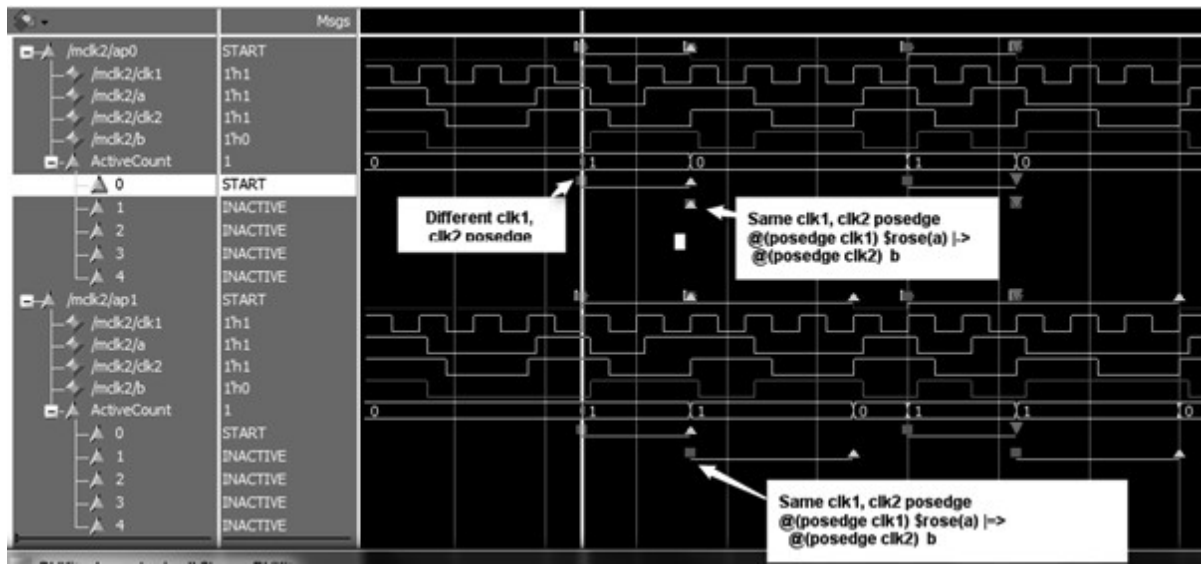 Msgs
/mclk2/ap0 START
/mclk2/clk1 1'h1
/mclk2/a 1'h1
/mclk2/clk2 1'h1
/mclk2/b 1'h0
ActiveCount 1 0 1 0 1 0
0 START
1 INACTIVE
2 INACTIVE
3 INACTIVE
4 INACTIVE
Different clk1,
clk2 posedge
Same clk1, clk2 posedge
@(posedge clk1) $rose(a) |->
@(posedge clk2) b
/mclk2/ap1 START
/mclk2/clk1 1'h1
/mclk2/a 1'h1
/mclk2/clk2 1'h1
/mclk2/b 1'h0
ActiveCount 1 0 1 1 0 1 1 0
0 START
1 INACTIVE
2 INACTIVE
3 INACTIVE
4 INACTIVE
Same clk1, clk2 posedge
@(posedge clk1) $rose(a) |=>
@(posedge clk2) b